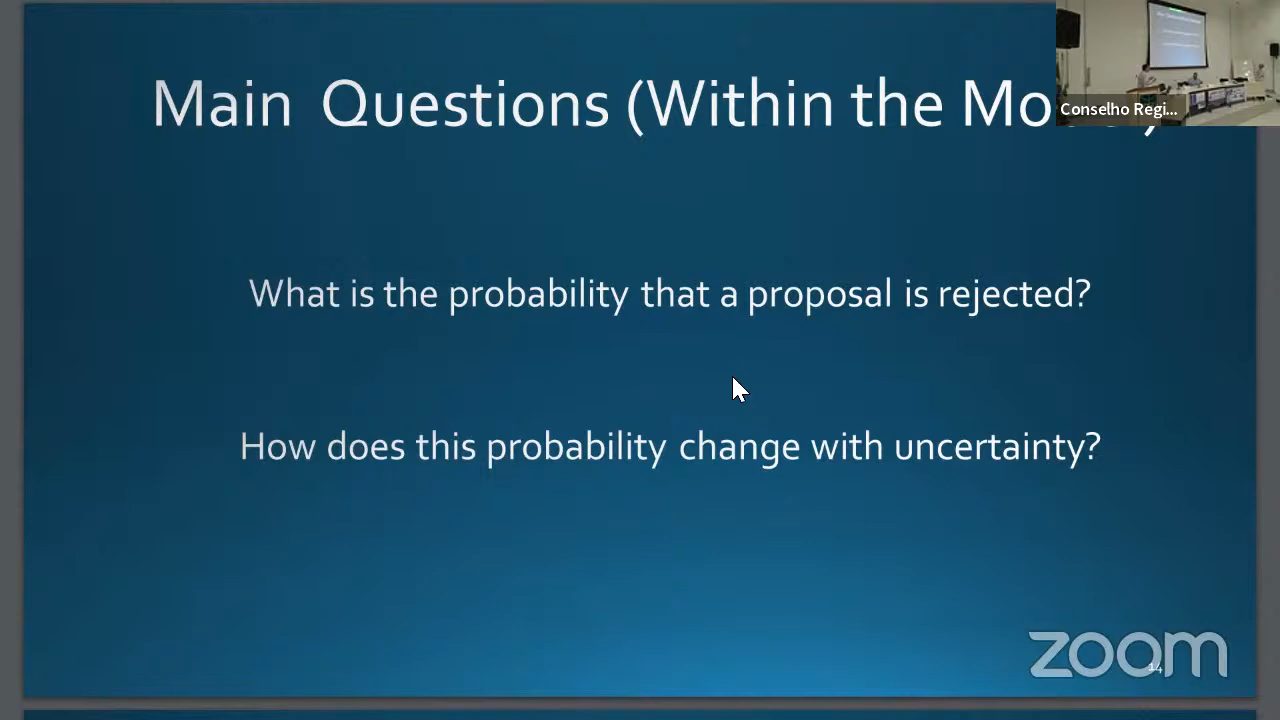 Main Questions (Within the
Conselho Regi...
What is the probability that a proposal is rejected?
How does this probability change with uncertainty?
zoom
14